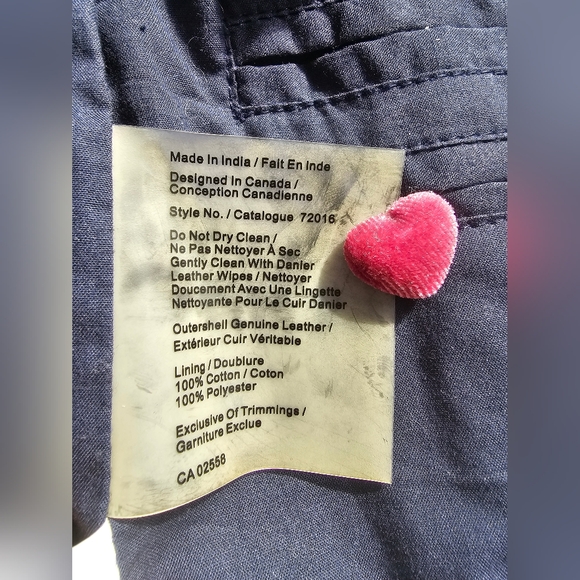 Made In India / Fait En Inde
Designed In Canada /
Conception Canadienne
Style No. / Catalogue 72016
Do Not Dry Clean /
Ne Pas Nettoyer À Sec
Gently Clean With Danier
Leather Wipes / Nettoyer
Doucement Avec Une Lingette
Nettoyante Pour Le Cuir Danier
Outershell Genuine Leather /
Extérieur Cuir Véritable
Lining / Doublure
100% Cotton / Coton
100% Polyester
Exclusive Of Trimmings /
Garniture Exclue
CA 02558